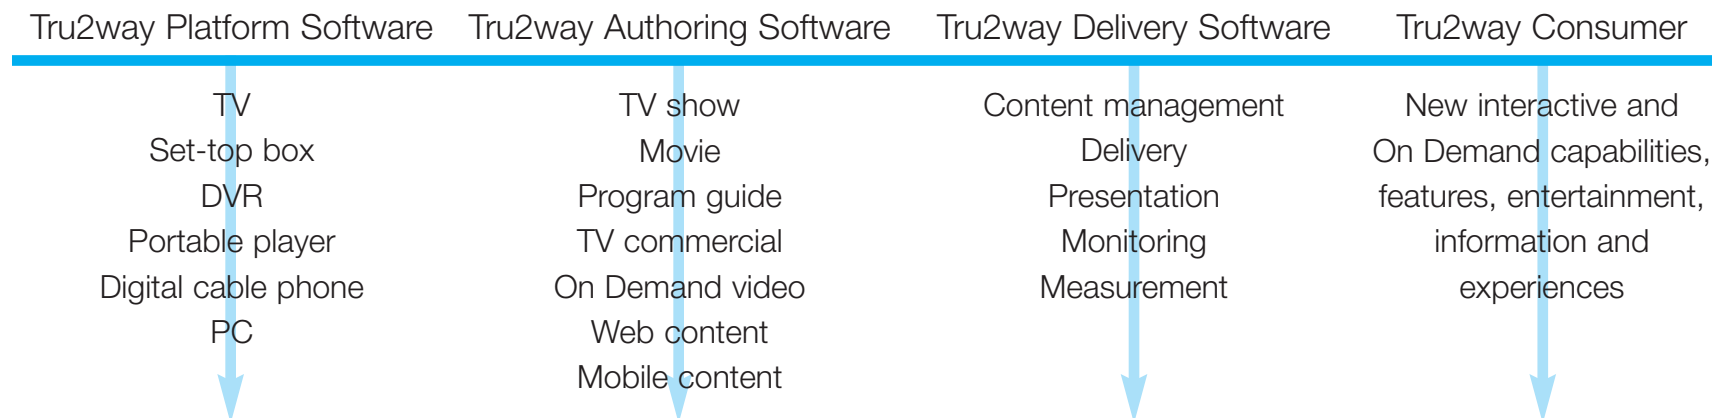 Tru2way Platform Software
TV
Set-top box
DVR
Portable player
Digital cable phone
PC
Tru2way Authoring Software
TV show
Movie
Program guide
TV commercial
On Demand video
Web content
Mobile content
Tru2way Delivery Software
Content management
Delivery
Presentation
Monitoring
Measurement
Tru2way Consumer
New interactive and
On Demand capabilities,
features, entertainment,
information and
experiences